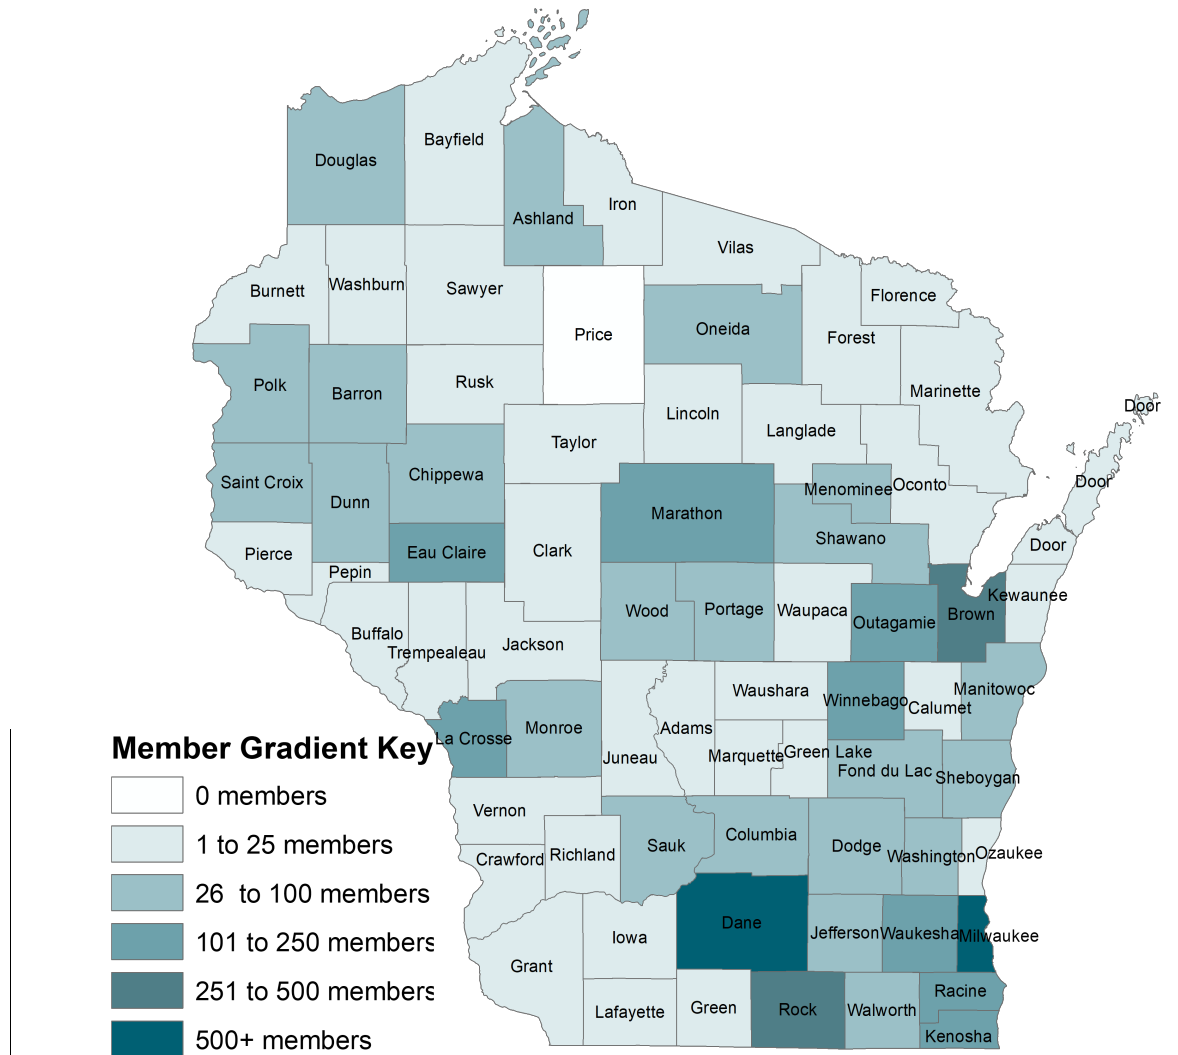 Bayfield
Douglas
Iron
Ashland
Vilas
Washburn
Sawyer
Burnett
Florence
Oneida
Price
Forest
Rusk
Polk
Barron
Marinette
Door
Lincoln
Langlade
Taylor
Chippewa
Saint Croix
Door
Oconto
Menominee
Dunn
Marathon
Shawano
Door
Clark
Eau Claire
Pierce
Pepin
Kewaunee
Wood
Portage
Waupaca
Brown
Outagamie
Buffalo
Jackson
Trempealeau
Manitowoc
Waushara
Winnebago
Calumet
Monroe
Adams
La Crosse
Member Gradient Key
Green Lake
Marquette
Juneau
Fond du Lac
Sheboygan
0 members
Vernon
Columbia
1 to 25 members
Sauk
Dodge
Ozaukee
Richland
Washington
Crawford
26 to 100 members
Dane
Jefferson
Waukesha
Milwaukee
Iowa
101 to 250 members
Grant
251 to 500 members
Racine
Green
Rock
Walworth
Lafayette
Kenosha
500+ members